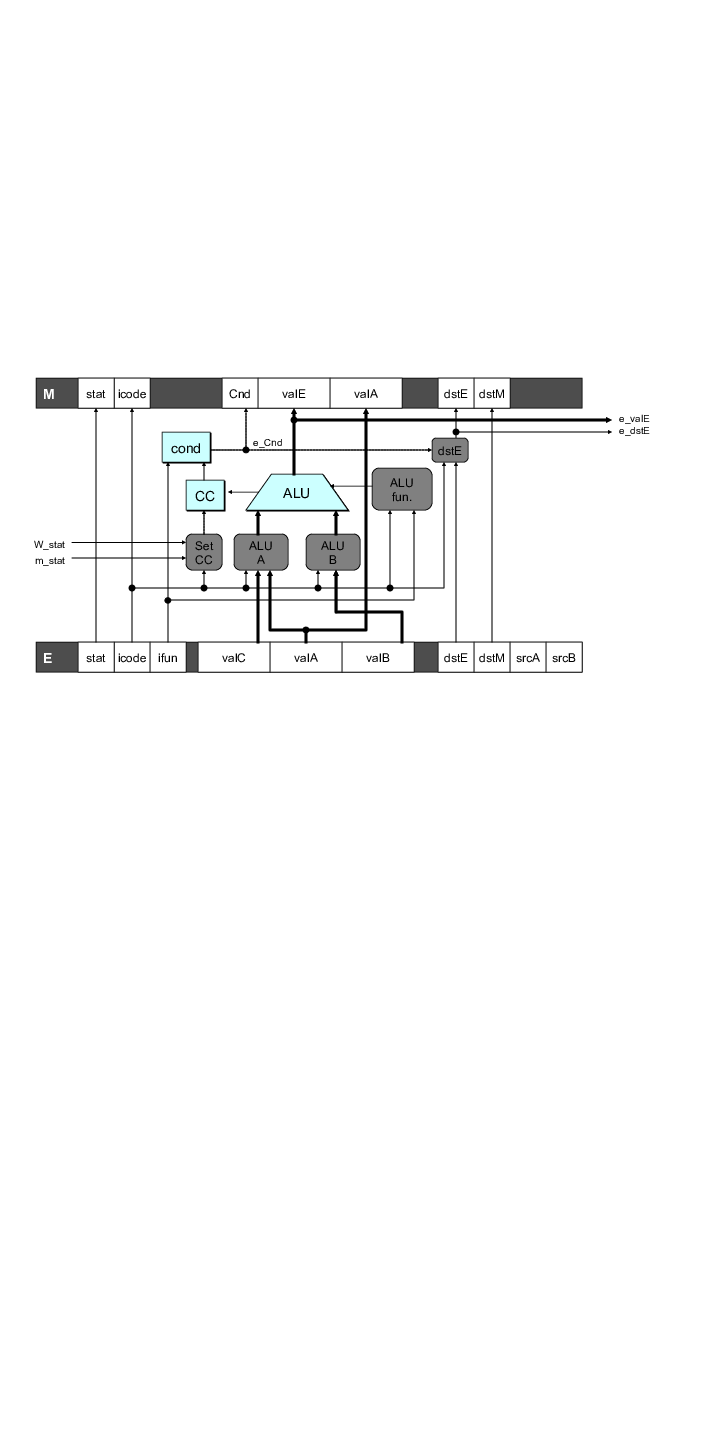 M stat icode Cnd valE valA dstE dstM
e_valE
e_dstE
cond e_Cnd dstE
CC ALU ALU
fun.
W_stat
m_stat
Set
CC
ALU
A
ALU
B
E stat icode ifun valC valA valB dstE dstM srcA srcB